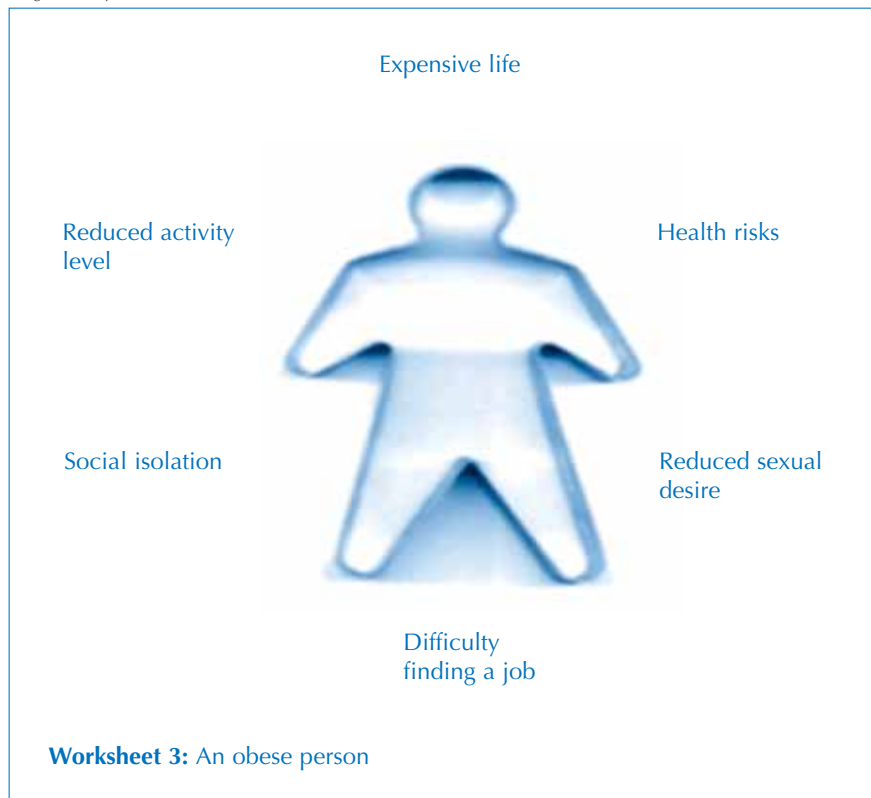 Expensive life
Reduced activity
level
Health risks
Social isolation
Reduced sexual
desire
Difficulty
finding a job
Worksheet 3: An obese person